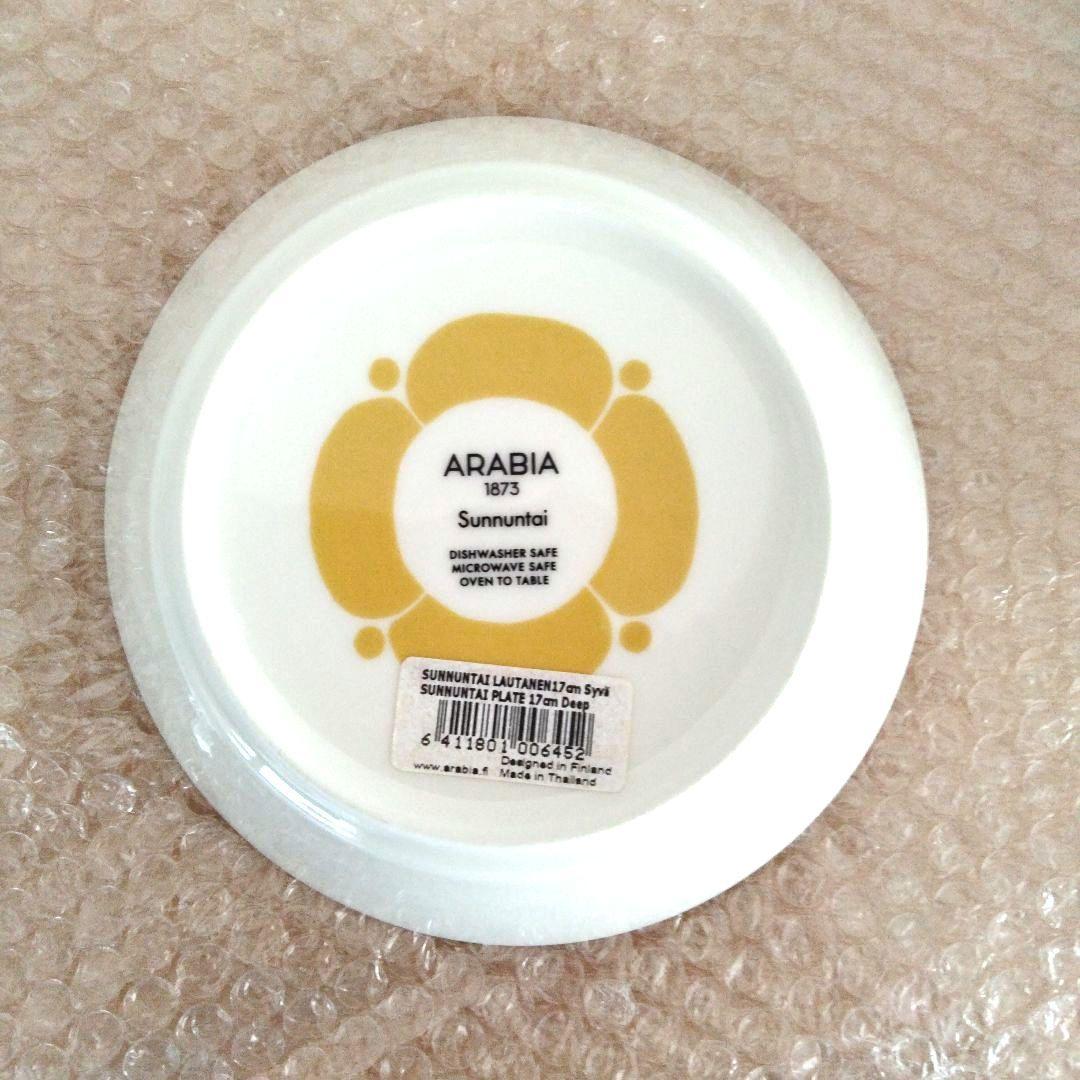 ARABIA
1873
Sunnuntai
DISHWASHER SAFE
MICROWAVE SAFE
OVEN TO TABLE
SUNNUNTAI LAUTANEN17cm Syvä
SUNNUNTAI PLATE 17cm Deep
6 411801 006452
Designed in Finland
www.arabia.fi Made in Thailand